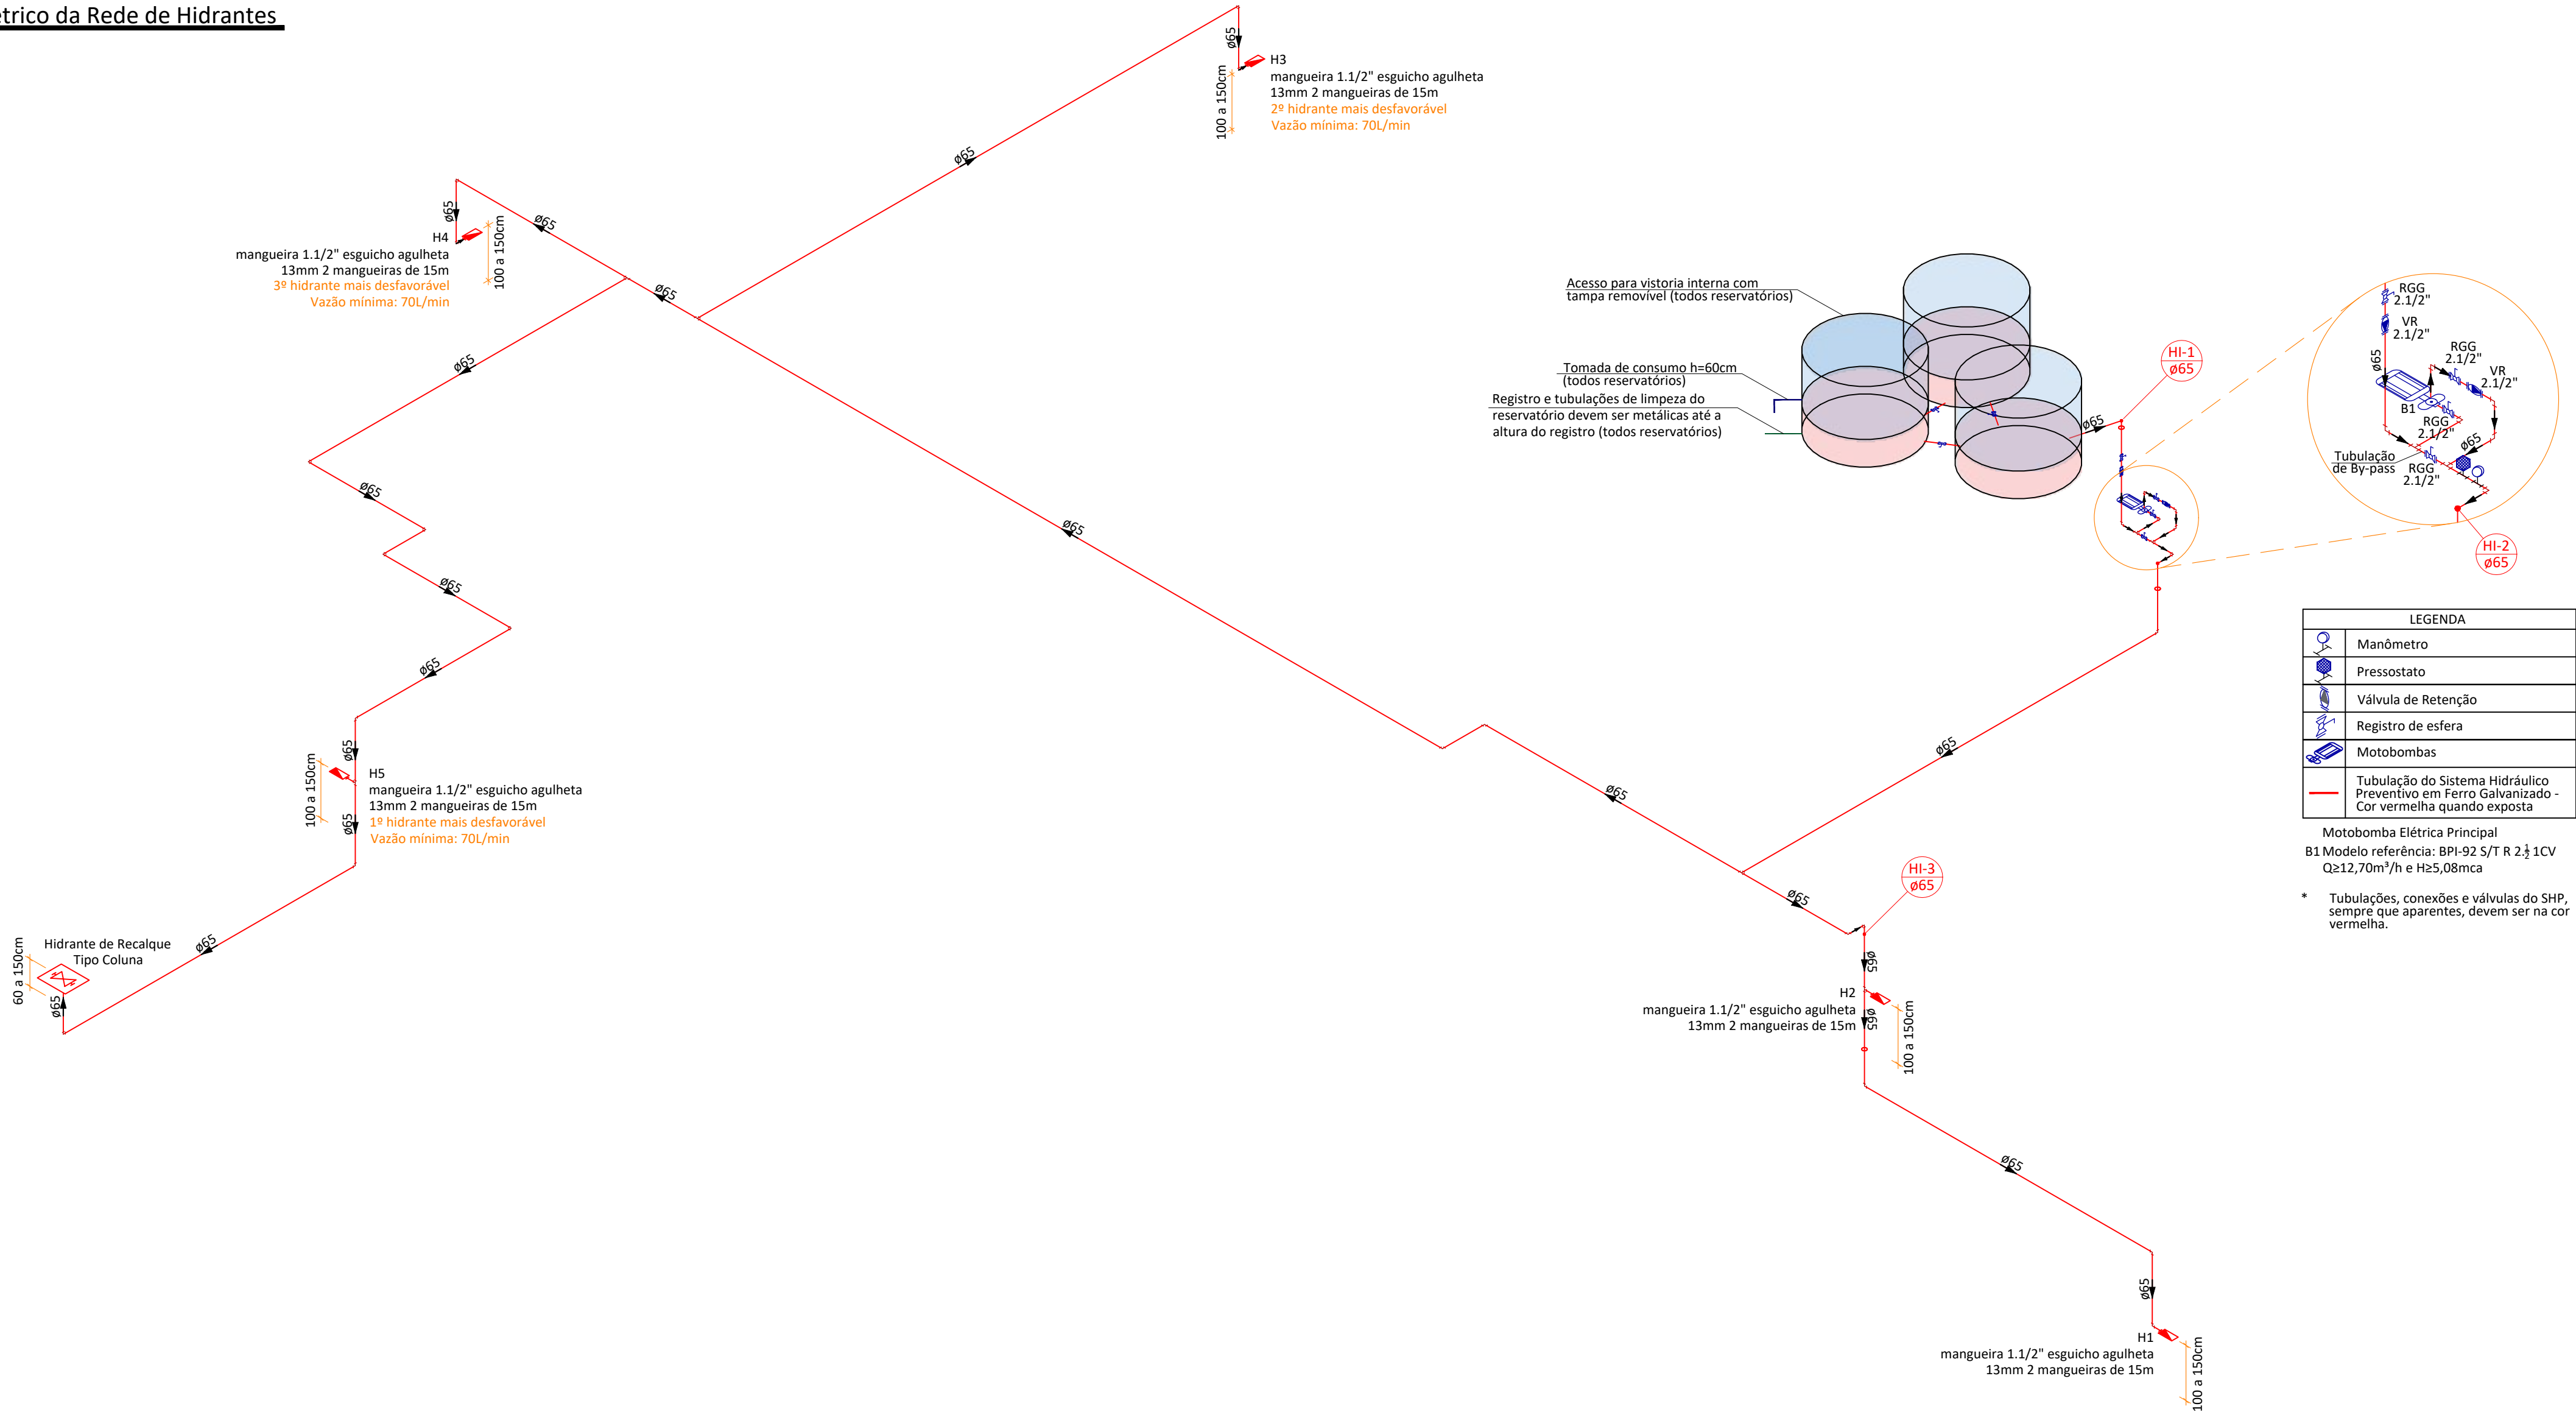 étrico da Rede de Hidrantes
ø65
H3
mangueira 1.1/2" esguicho agulheta
13mm 2 mangueiras de 15m
2º hidrante mais desfavorável
Vazão mínima: 70L/min
100 a 150cm
ø65
ø65
ø65
H4
mangueira 1.1/2" esguicho agulheta
13mm 2 mangueiras de 15m
3º hidrante mais desfavorável
Vazão mínima: 70L/min
100 a 150cm
ø65
ø65
ø65
ø65
ø65
ø65
ø65
H5
mangueira 1.1/2" esguicho agulheta
13mm 2 mangueiras de 15m
1º hidrante mais desfavorável
Vazão mínima: 70L/min
100 a 150cm
ø65
ø65
Hidrante de Recalque
Tipo Coluna
60 a 150cm
ø65
Acesso para vistoria interna com
tampa removível (todos reservatórios)
Tomada de consumo h=60cm
(todos reservatórios)
Registro e tubulações de limpeza do
reservatório devem ser metálicas até a
altura do registro (todos reservatórios)
ø65
HI-1
ø65
RGG
2.1/2"
VR
2.1/2"
ø65
RGG
2.1/2"
VR
2.1/2"
B1
RGG
2.1/2"
ø65
Tubulação
de By-pass
RGG
2.1/2"
HI-2
ø65
LEGENDA
Manômetro
Pressostato
Válvula de Retenção
Registro de esfera
Motobombas
Tubulação do Sistema Hidráulico
Preventivo em Ferro Galvanizado -
Cor vermelha quando exposta
Motobomba Elétrica Principal
B1 Modelo referência: BPI-92 S/T R 2.½ 1CV
Q≥12,70m³/h e H≥5,08mca
* Tubulações, conexões e válvulas do SHP,
sempre que aparentes, devem ser na cor
vermelha.
ø65
ø65
ø65
HI-3
ø65
ø65
H2
mangueira 1.1/2" esguicho agulheta
13mm 2 mangueiras de 15m
ø65
100 a 150cm
ø65
ø65
H1
mangueira 1.1/2" esguicho agulheta
13mm 2 mangueiras de 15m
100 a 150cm